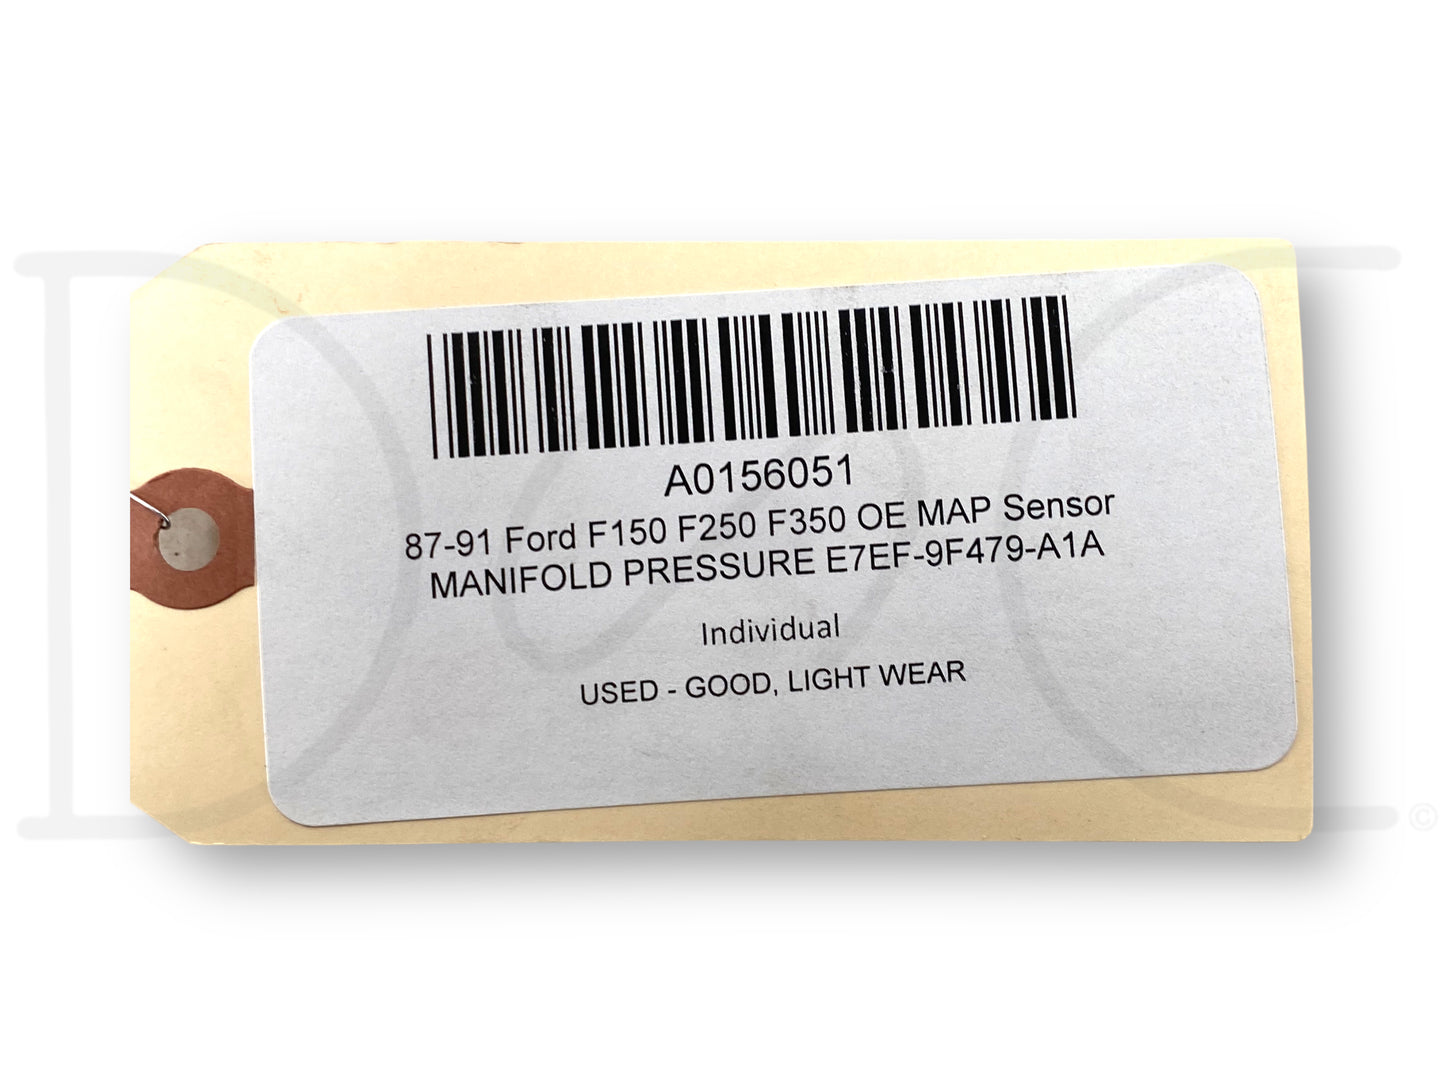 A0156051
87-91 Ford F150 F250 F350 OE MAP Sensor
MANIFOLD PRESSURE E7EF-9F479-A1A
Individual
USED - GOOD, LIGHT WEAR
©